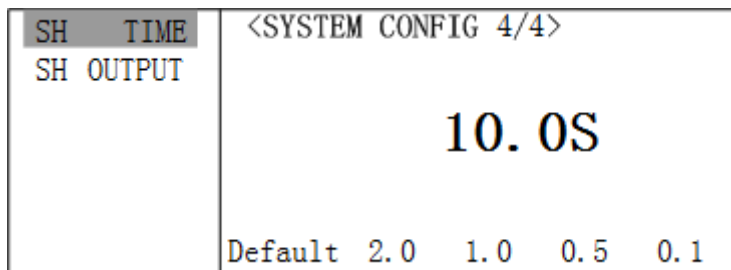 SH TIME
SH OUTPUT
<SYSTEM CONFIG 4/4>
10.0S
Default 2.0 1.0 0.5 0.1